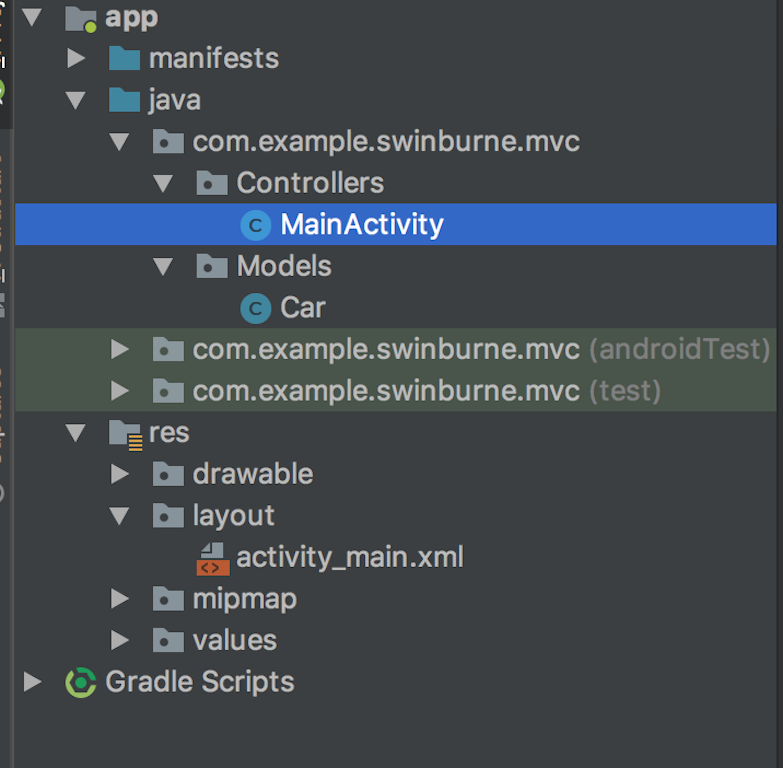 app
manifests
java
com.example.swinburne.mvc
Controllers
C MainActivity
Models
C Car
com.example.swinburne.mvc (androidTest)
com.example.swinburne.mvc (test)
res
drawable
layout
<> activity_main.xml
mipmap
values
Gradle Scripts